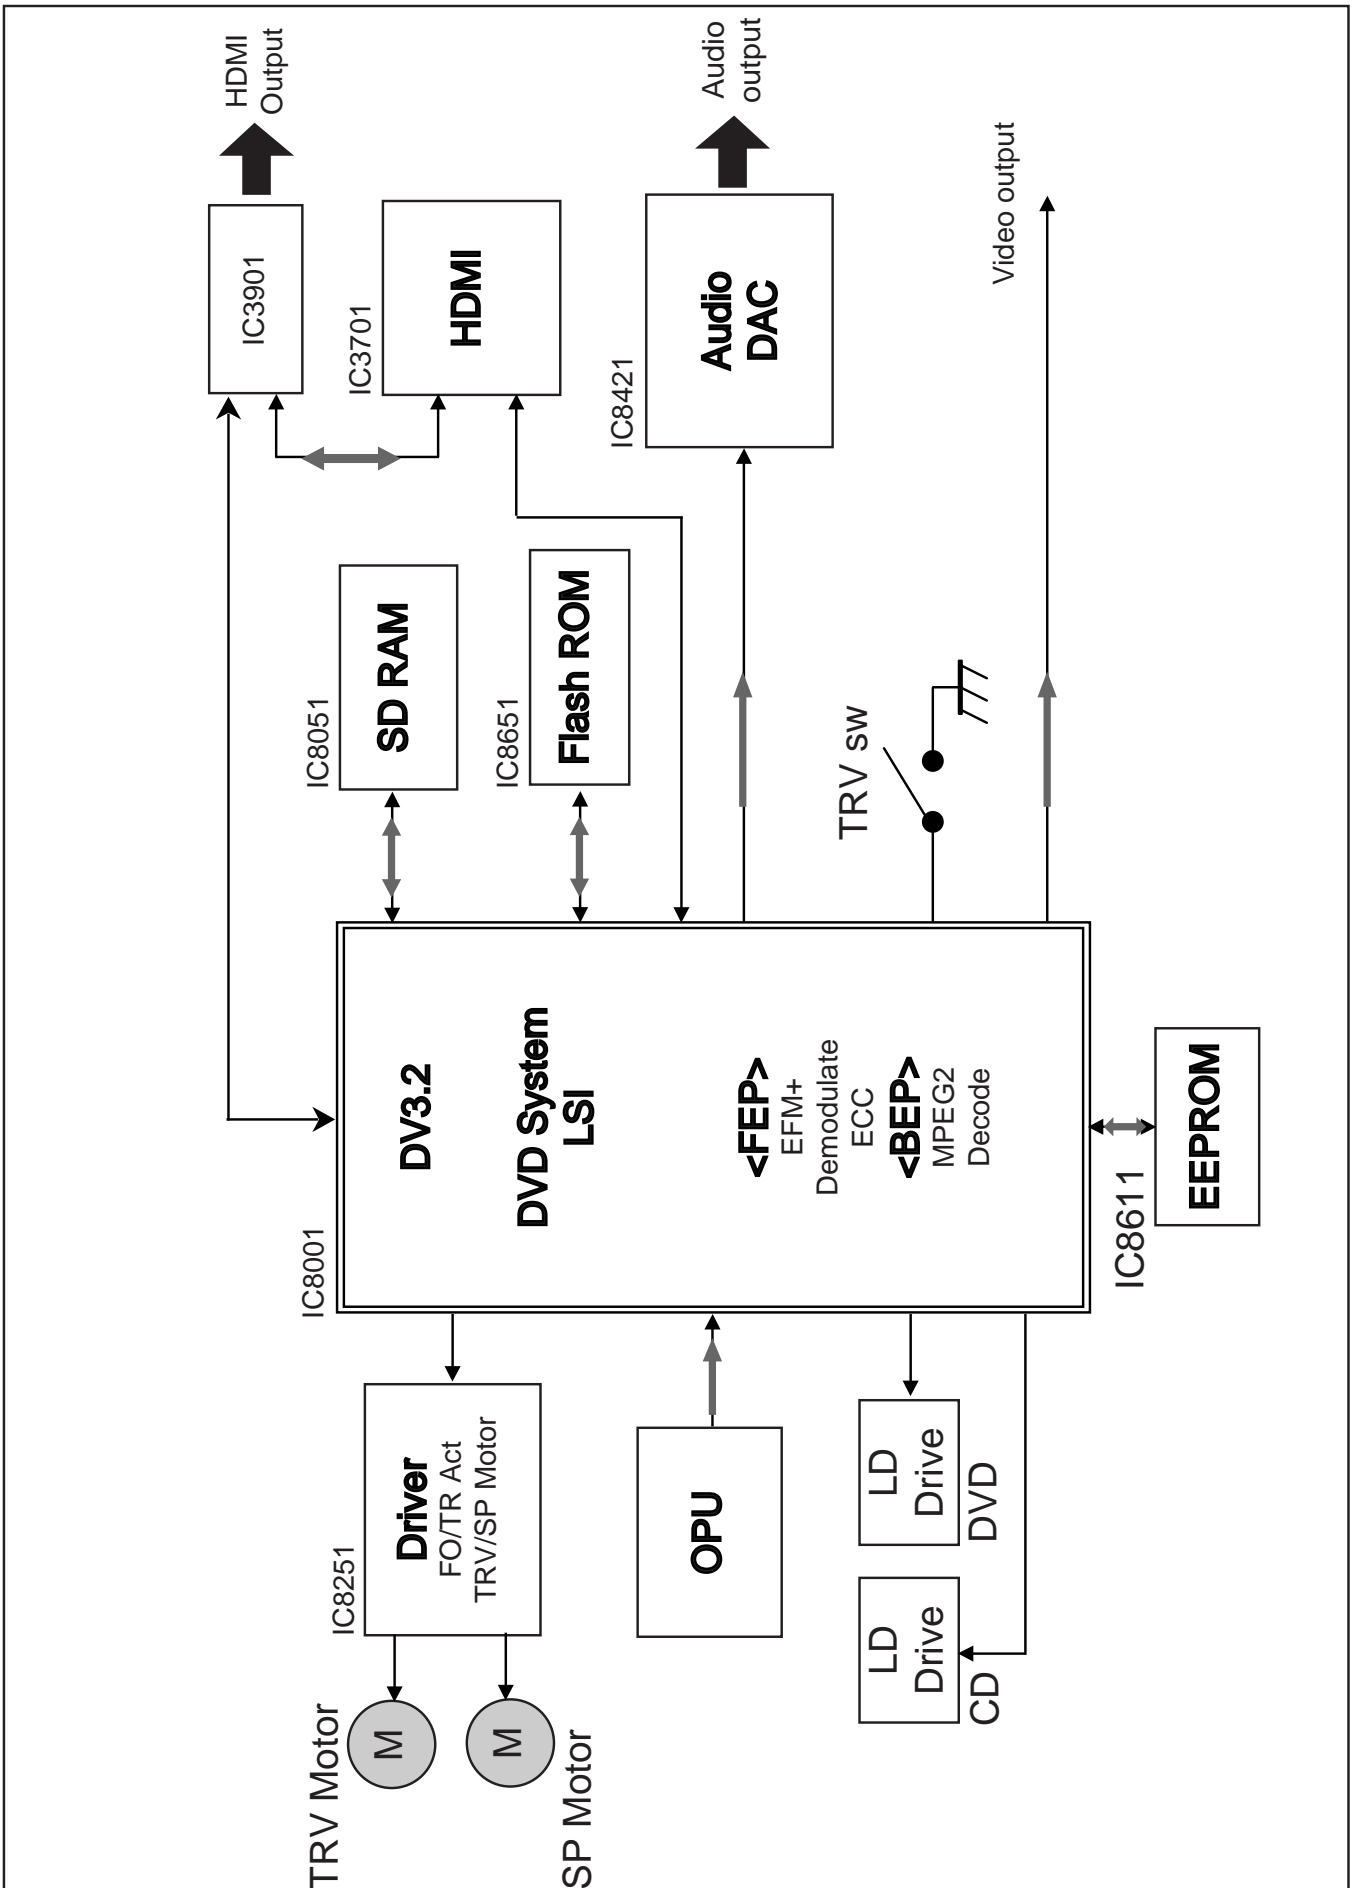 HDMI
Output
Audio
output
Video output
IC3901
IC3701
HDMI
IC8421
Audio
DAC
IC8051
SD RAM
IC8651
Flash ROM
TRV sw
IC8001
DV3.2
DVD System
LSI
<FEP>
EFM+
Demodulate
ECC
<BEP>
MPEG2
Decode
IC8611
EEPROM
IC8251
Driver
FO/TR Act
TRV/SP Motor
OPU
LD
Drive
DVD
LD
Drive
CD
TRV Motor
M
M
SP Motor